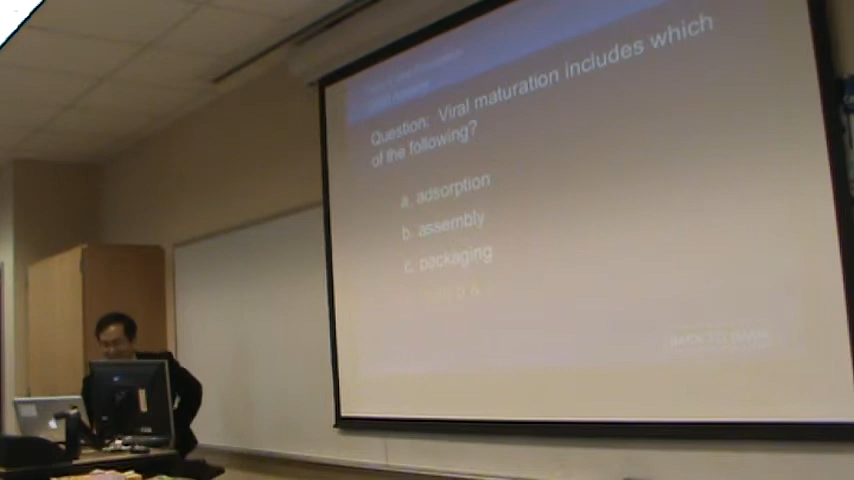 Question: Viral maturation includes which
of the following?
a. adsorption
b. assembly
c. packaging
b &